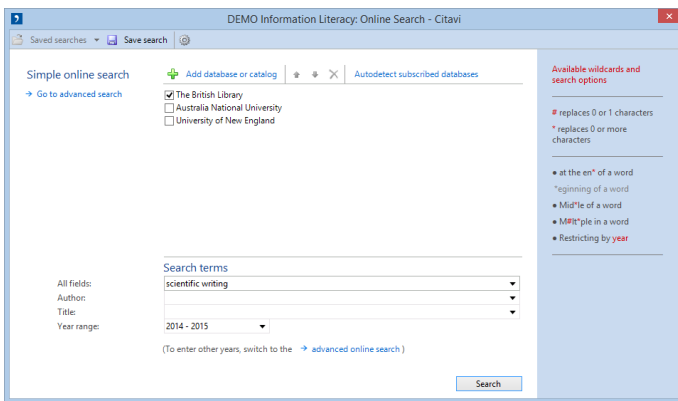 DEMO Information Literacy: Online Search - Citavi
Saved searches Save search
Simple online search
→ Go to advanced search
Add database or catalog Autodetect subscribed databases
The British Library
Australia National University
University of New England
Search terms
All fields: scientific writing
Author:
Title:
Year range: 2014 - 2015
(To enter other years, switch to the → advanced online search )
Search
Available wildcards and
search options
# replaces 0 or 1 characters
* replaces 0 or more
characters
● at the en* of a word
*eginning of a word
● Mid*le of a word
● M#lt*ple in a word
● Restricting by year